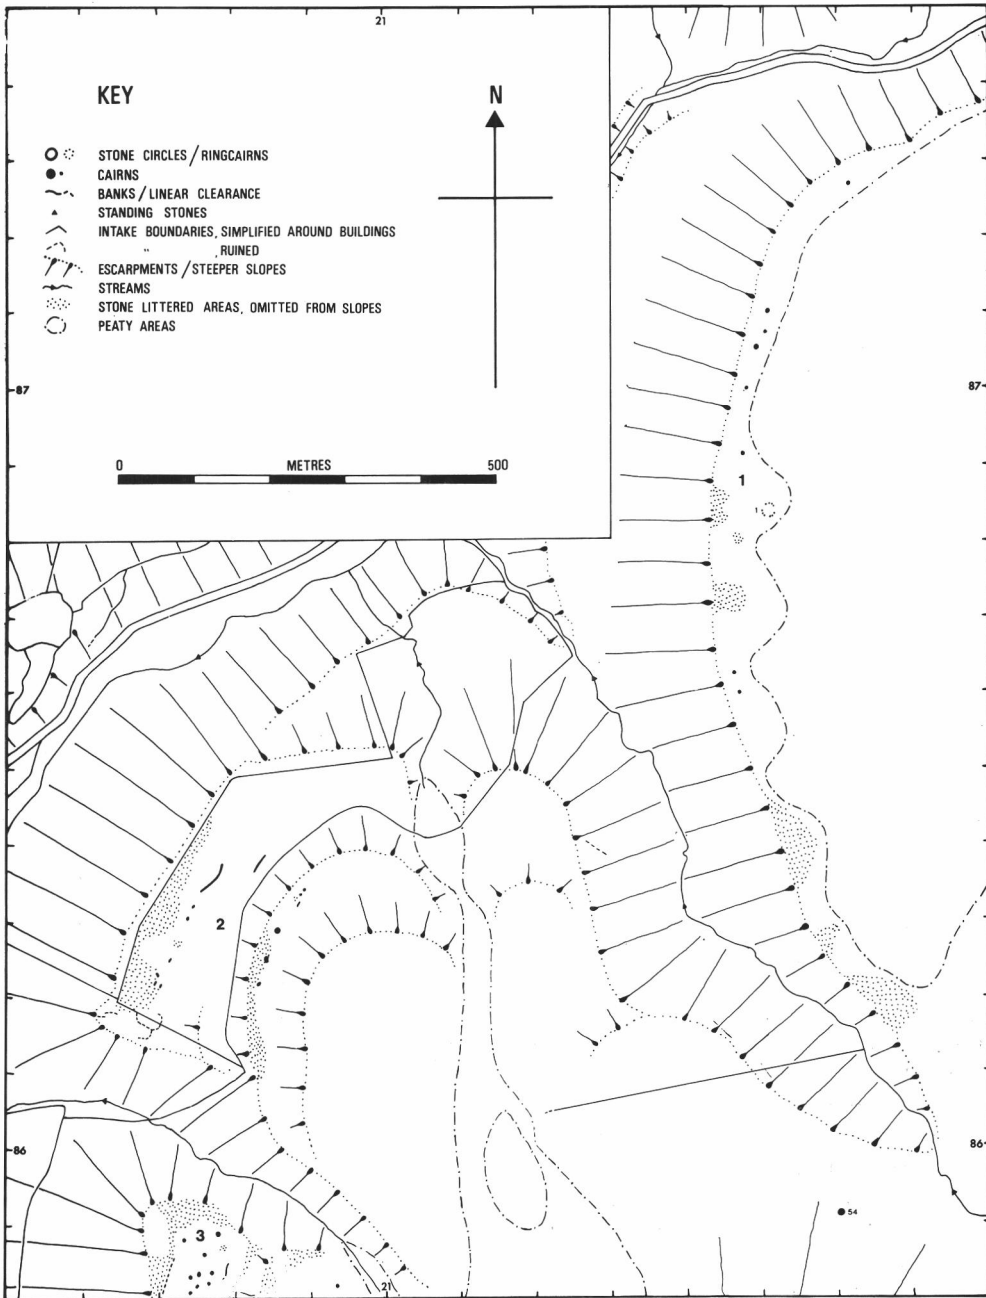 21
KEY
N
STONE CIRCLES/RINGCAIRNS
CAIRNS
BANKS/LINEAR CLEARANCE
STANDING STONES
INTAKE BOUNDARIES, SIMPLIFIED AROUND BUILDINGS
" , RUINED
ESCARPMENTS/STEEPER SLOPES
STREAMS
STONE LITTERED AREAS, OMITTED FROM SLOPES
PEATY AREAS
87
87
0 METRES 500
1
2
86
86
54
3
21